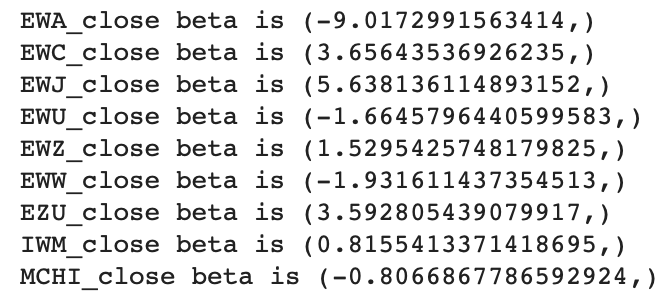 EWA_close beta is (-9.0172991563414,)
EWC_close beta is (3.65643536926235,)
EWJ_close beta is (5.638136114893152,)
EWU_close beta is (-1.6645796440599583,)
EWZ_close beta is (1.5295425748179825,)
EWW_close beta is (-1.931611437354513,)
EZU_close beta is (3.592805439079917,)
IWM_close beta is (0.8155413371418695,)
MCHI_close beta is (-0.8066867786592924,)